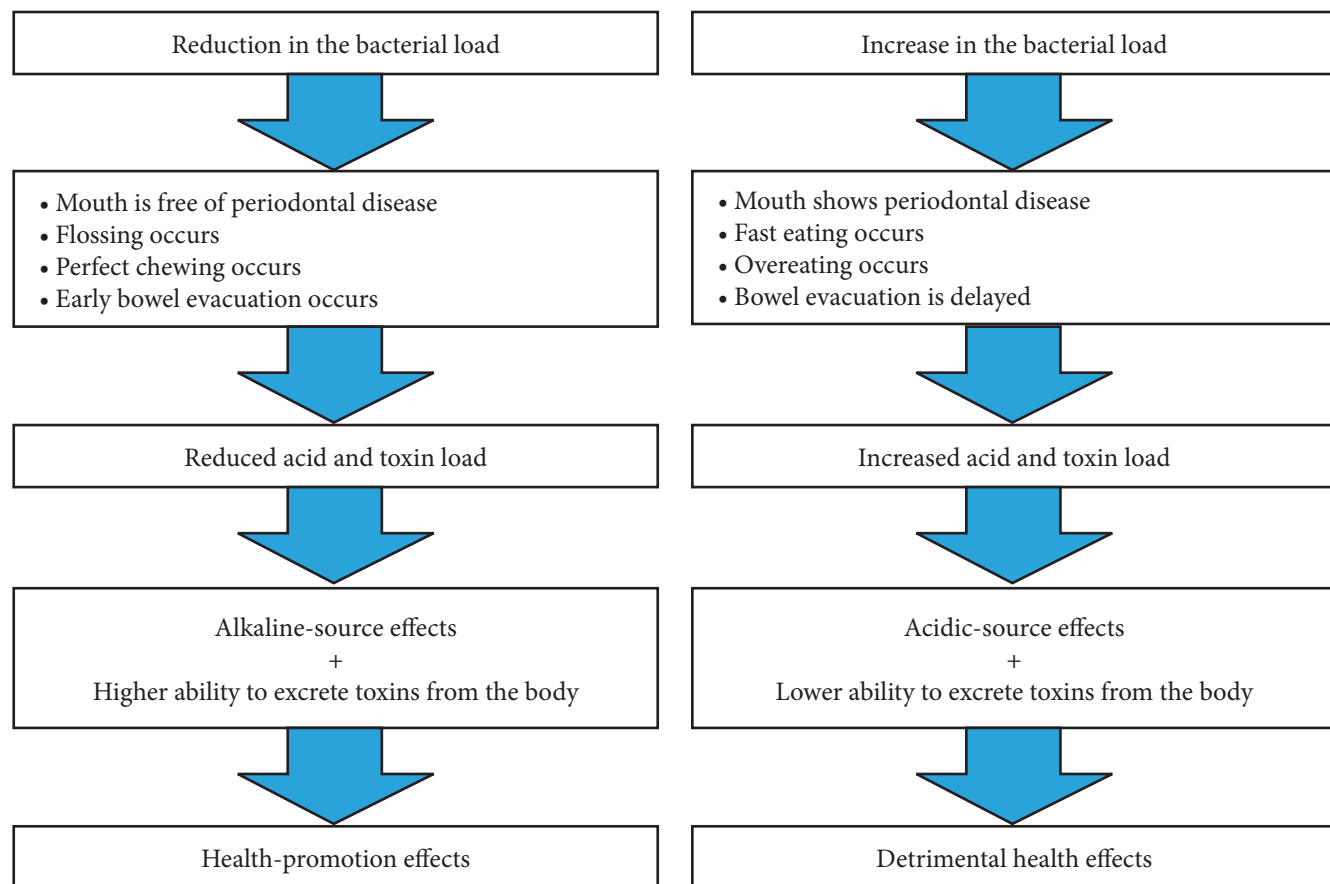 Reduction in the bacterial load
• Mouth is free of periodontal disease
• Flossing occurs
• Perfect chewing occurs
• Early bowel evacuation occurs
Reduced acid and toxin load
Alkaline-source effects
+
Higher ability to excrete toxins from the body
Health-promotion effects
Increase in the bacterial load
• Mouth shows periodontal disease
• Fast eating occurs
• Overeating occurs
• Bowel evacuation is delayed
Increased acid and toxin load
Acidic-source effects
+
Lower ability to excrete toxins from the body
Detrimental health effects